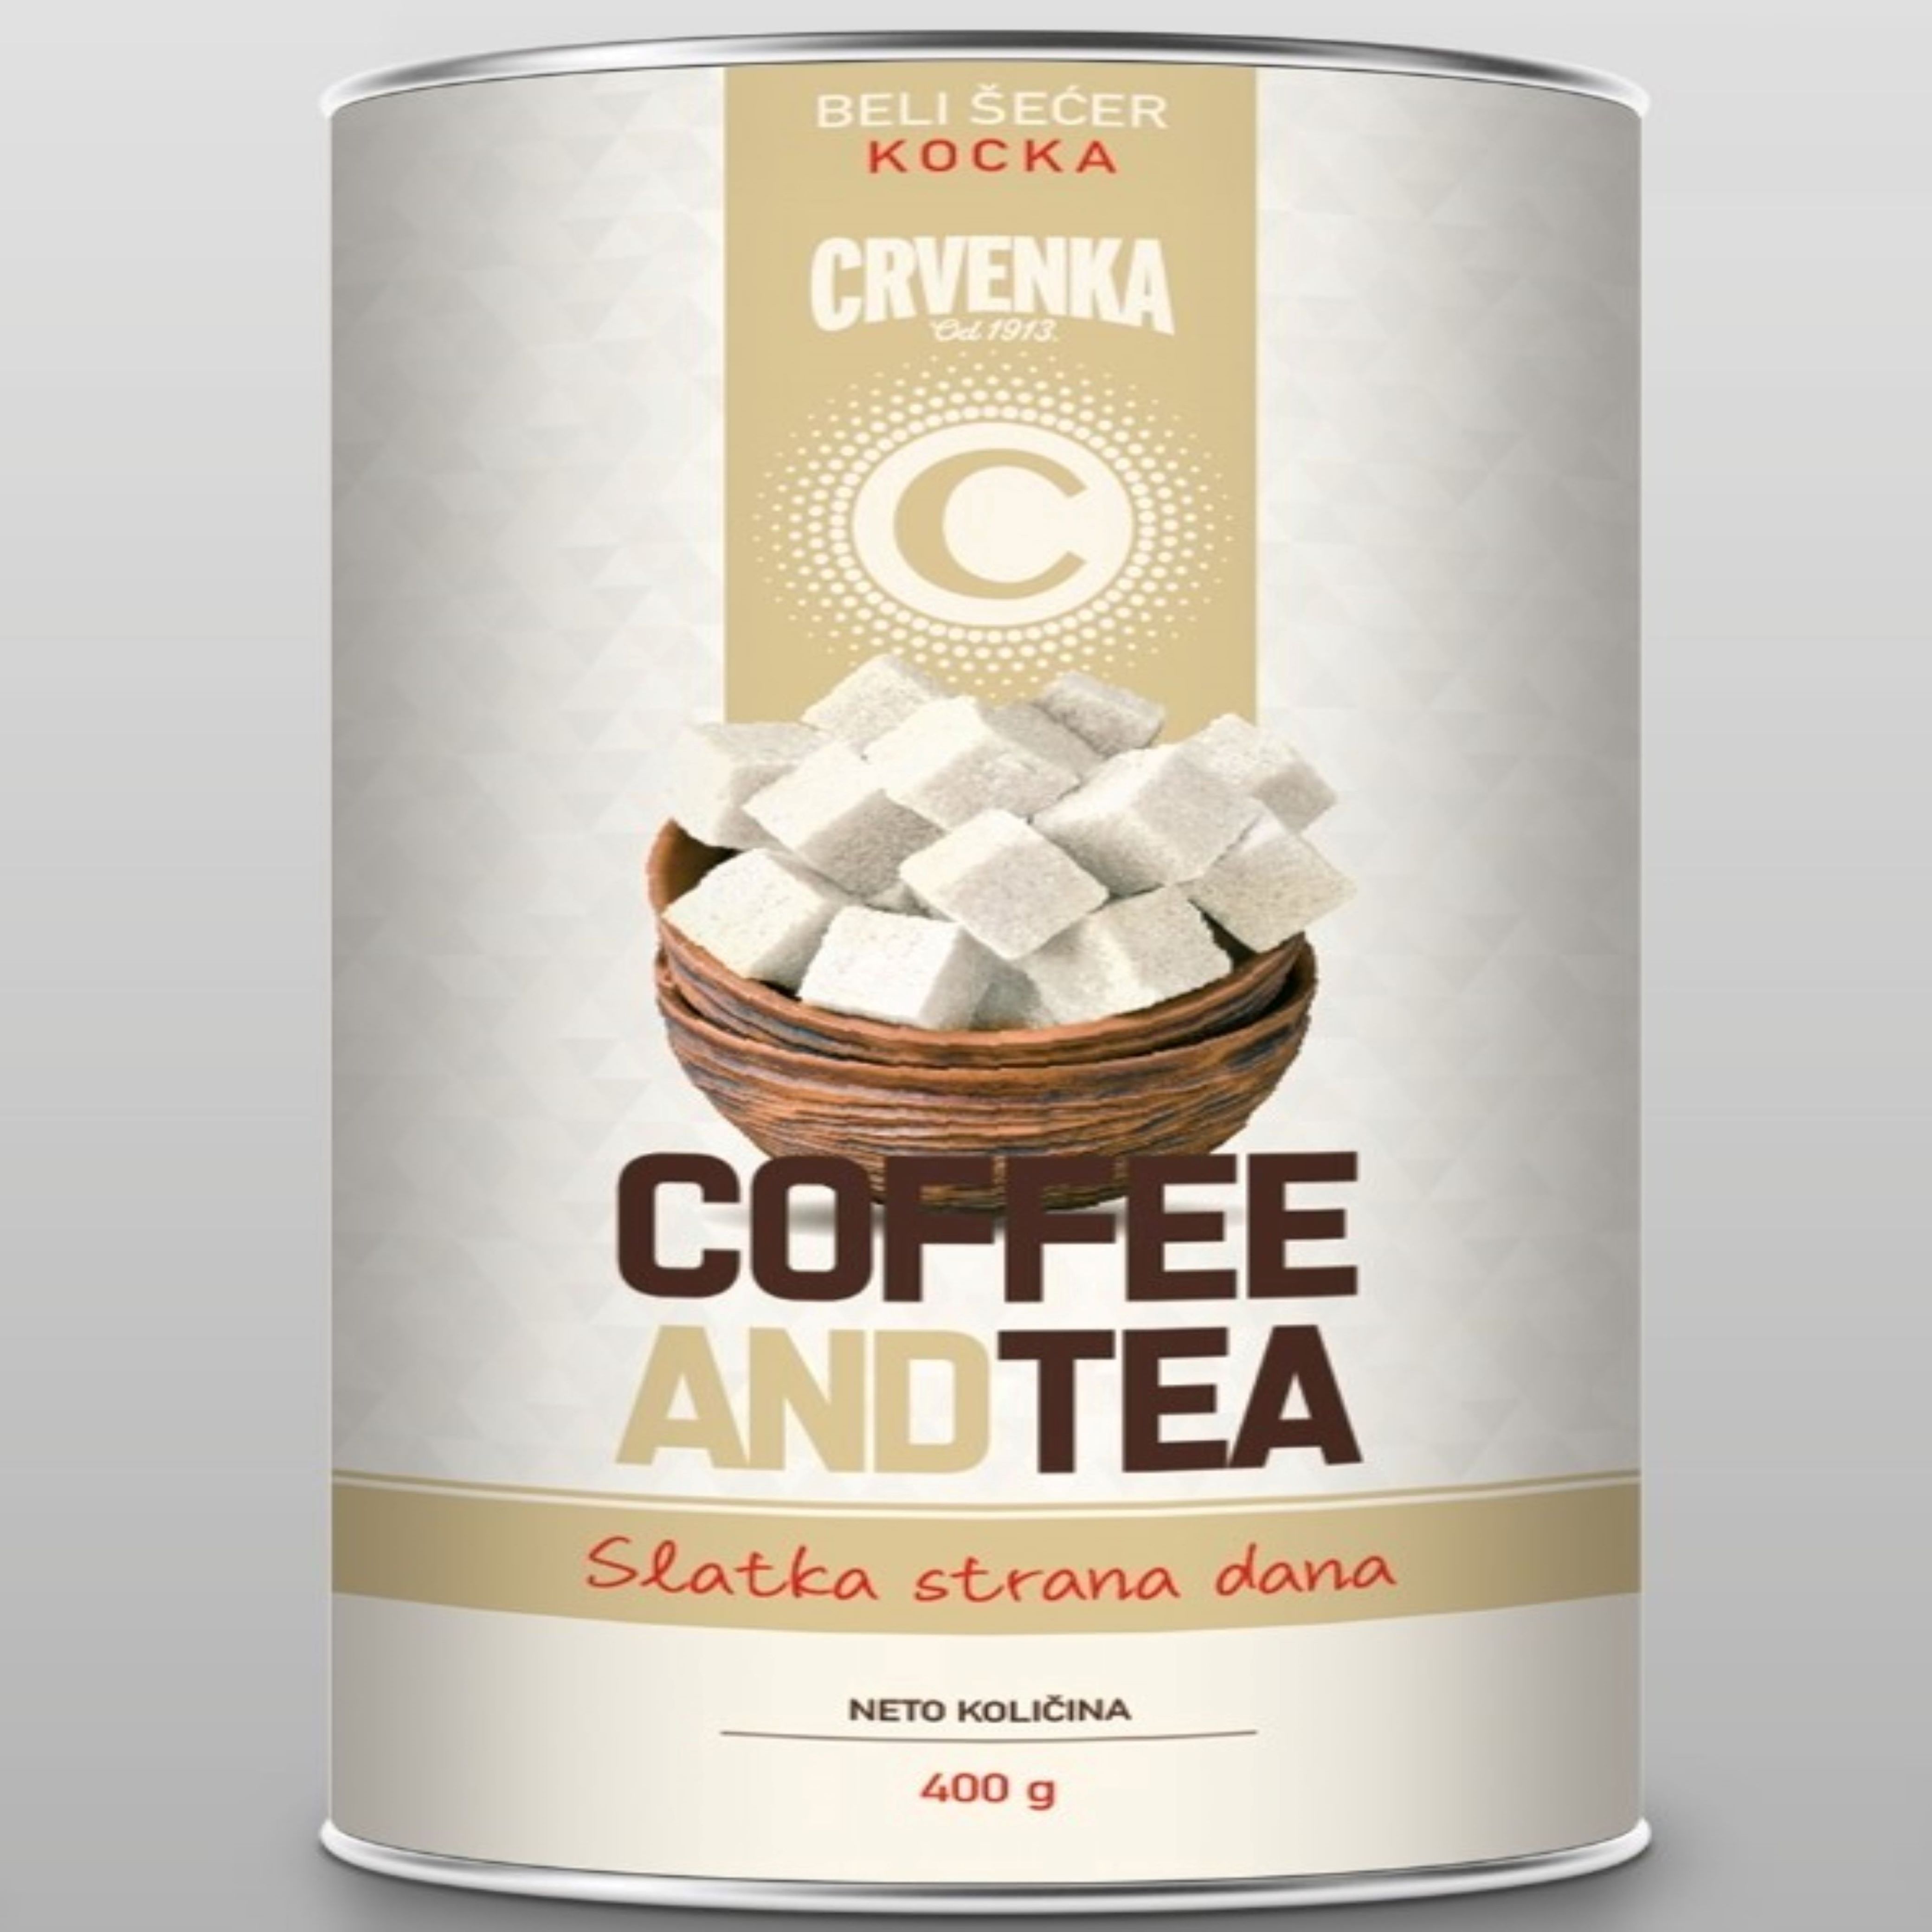 BELI ŠEĆER
KOCKA
CRVENKA
Od 1913.
C
COFFEE
ANDTEA
Slatka strana dana
NETO KOLIČINA
400 g